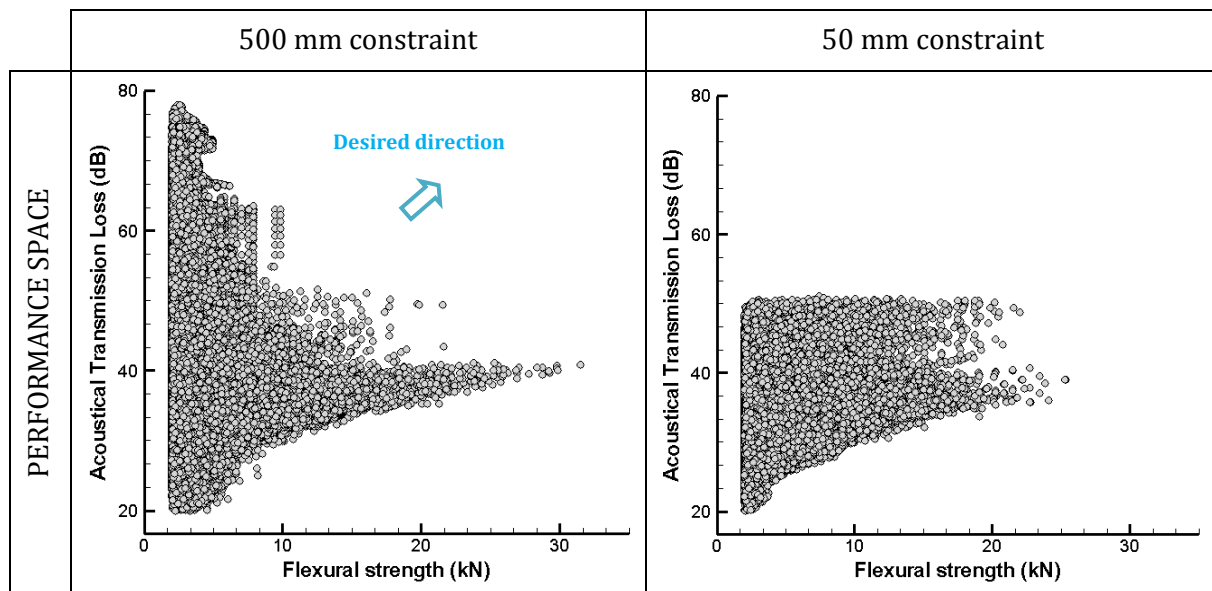 500 mm constraint
50 mm constraint
PERFORMANCE SPACE
Acoustical Transmission Loss (dB)
80
60
40
20
0
10
20
30
Flexural strength (kN)
Desired direction
Acoustical Transmission Loss (dB)
80
60
40
20
0
10
20
30
Flexural strength (kN)